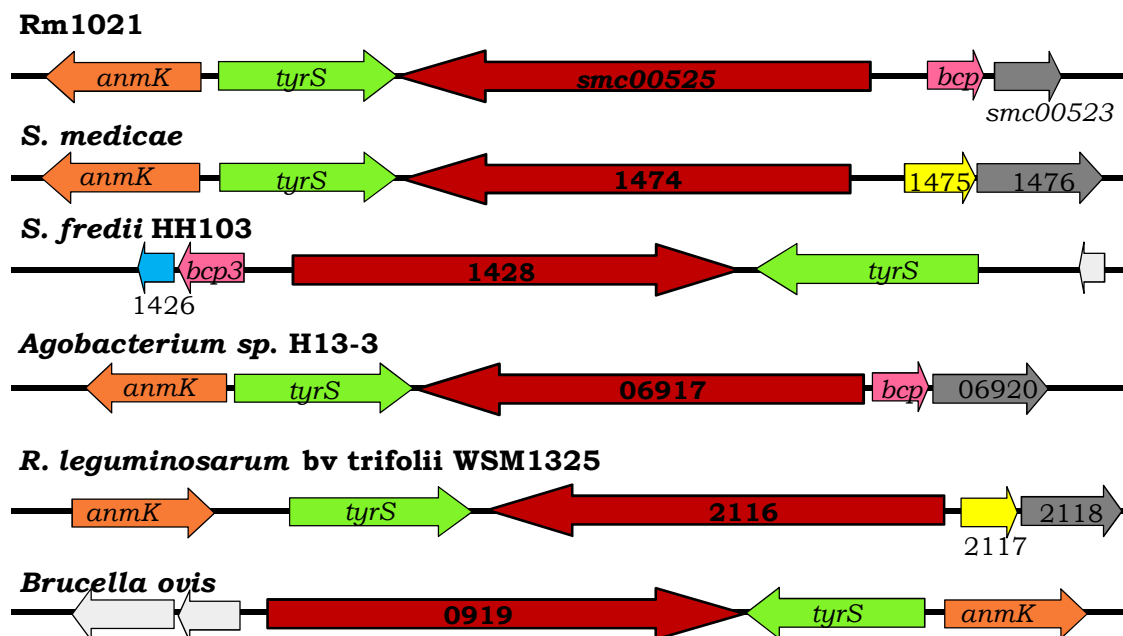 Rm1021
anmK tyrS smc00525 bcp
smc00523
S. medicae
anmK tyrS 1474 1475 1476
S. fredii HH103
bcp3 1428 tyrS
1426
Agobacterium sp. H13-3
anmK tyrS 06917 bcp 06920
R. leguminosarum bv trifolii WSM1325
anmK tyrS 2116 2118
2117
Brucella ovis
0919 tyrS anmK